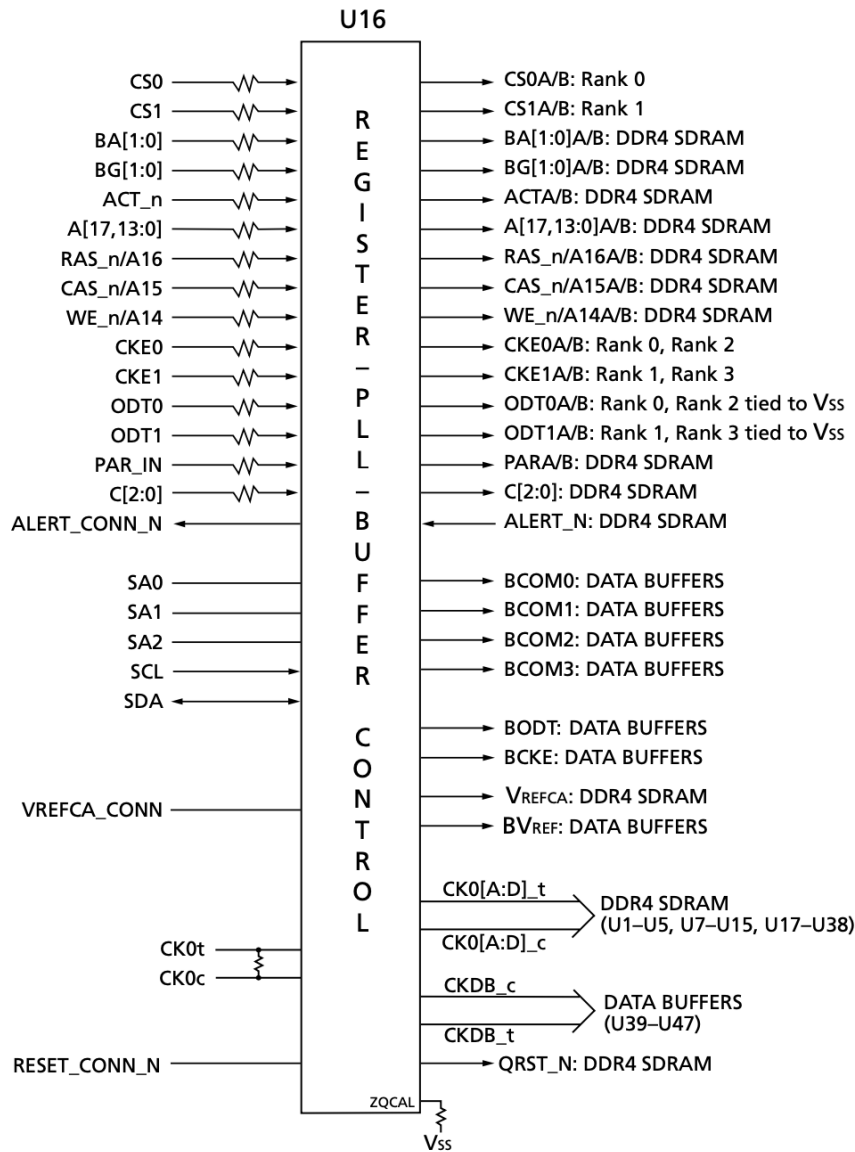 U16
CS0
CS1
BA[1:0]
BG[1:0]
ACT_n
A[17,13:0]
RAS_n/A16
CAS_n/A15
WE_n/A14
CKE0
CKE1
ODT0
ODT1
PAR_IN
C[2:0]
ALERT_CONN_N
SA0
SA1
SA2
SCL
SDA
VREFCA_CONN
CK0t
CK0c
RESET_CONN_N
REGISTER–PLL–BUFFER CONTROL
CS0A/B: Rank 0
CS1A/B: Rank 1
BA[1:0]A/B: DDR4 SDRAM
BG[1:0]A/B: DDR4 SDRAM
ACTA/B: DDR4 SDRAM
A[17,13:0]A/B: DDR4 SDRAM
RAS_n/A16A/B: DDR4 SDRAM
CAS_n/A15A/B: DDR4 SDRAM
WE_n/A14A/B: DDR4 SDRAM
CKE0A/B: Rank 0, Rank 2
CKE1A/B: Rank 1, Rank 3
ODT0A/B: Rank 0, Rank 2 tied to VSS
ODT1A/B: Rank 1, Rank 3 tied to VSS
PARA/B: DDR4 SDRAM
C[2:0]: DDR4 SDRAM
ALERT_N: DDR4 SDRAM
BCOM0: DATA BUFFERS
BCOM1: DATA BUFFERS
BCOM2: DATA BUFFERS
BCOM3: DATA BUFFERS
BODT: DATA BUFFERS
BCKE: DATA BUFFERS
VREFCA: DDR4 SDRAM
BVREF: DATA BUFFERS
CK0[A:D]_t
CK0[A:D]_c
DDR4 SDRAM
(U1–U5, U7–U15, U17–U38)
CKDB_c
CKDB_t
DATA BUFFERS
(U39–U47)
QRST_N: DDR4 SDRAM
ZQCAL
VSS